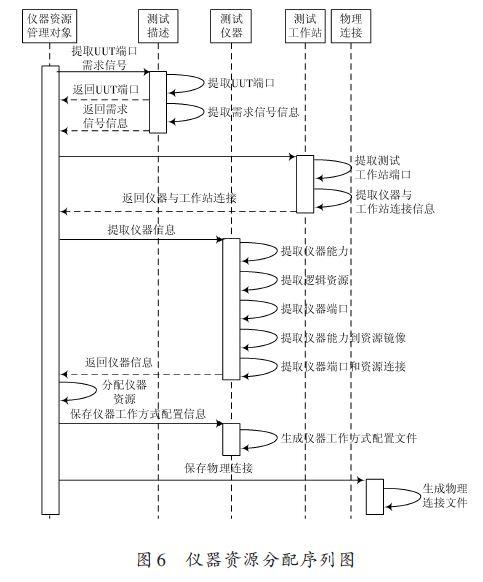 仪器资源
管理对象
测试
描述
测试
仪器
测试
工作站
物理
连接
提取UUT端口
需求信号
提取UUT端口
返回UUT端口
返回需求
信号信息
提取需求信号信息
提取测试
工作站端口
提取仪器与
工作站连接信息
返回仪器与工作站连接
提取仪器信息
提取仪器能力
提取逻辑资源
提取仪器端口
提取仪器能力到资源镜像
返回仪器信息
提取仪器端口和资源连接
分配仪器
资源
保存仪器工作方式配置信息
生成仪器工作方式配置文件
保存物理连接
生成物理
连接文件
图6 仪器资源分配序列图